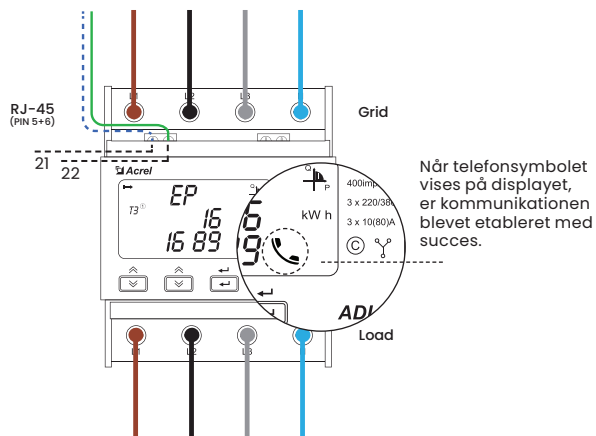 L1 L2 L3
RJ-45
(PIN 5+6)
Grid
21
22
Acrel
EP
T3
16
16 89
Q
P
400imp
3 x 220/380
kW h
3 x 10(80)A
C
6
9
Når telefonsymbolet
vises på displayet,
er kommunikationen
blevet etableret med
succes.
ADL
Load
L1 L2 L3